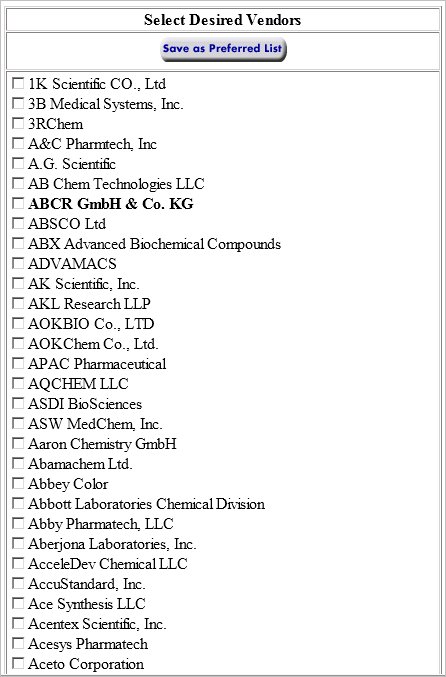 Select Desired Vendors
Save as Preferred List
1K Scientific CO., Ltd
3B Medical Systems, Inc.
3RChem
A&C Pharmtech, Inc
A.G. Scientific
AB Chem Technologies LLC
ABCR GmbH & Co. KG
ABSCO Ltd
ABX Advanced Biochemical Compounds
ADVAMACS
AK Scientific, Inc.
AKL Research LLP
AOKBIO Co., LTD
AOKChem Co., Ltd.
APAC Pharmaceutical
AQCHEM LLC
ASDI BioSciences
ASW MedChem, Inc.
Aaron Chemistry GmbH
Abamachem Ltd.
Abbey Color
Abbott Laboratories Chemical Division
Abby Pharmatech, LLC
Aberjona Laboratories, Inc.
AcceleDev Chemical LLC
AccuStandard, Inc.
Ace Synthesis LLC
Acentex Scientific, Inc.
Acesys Pharmatech
Aceto Corporation